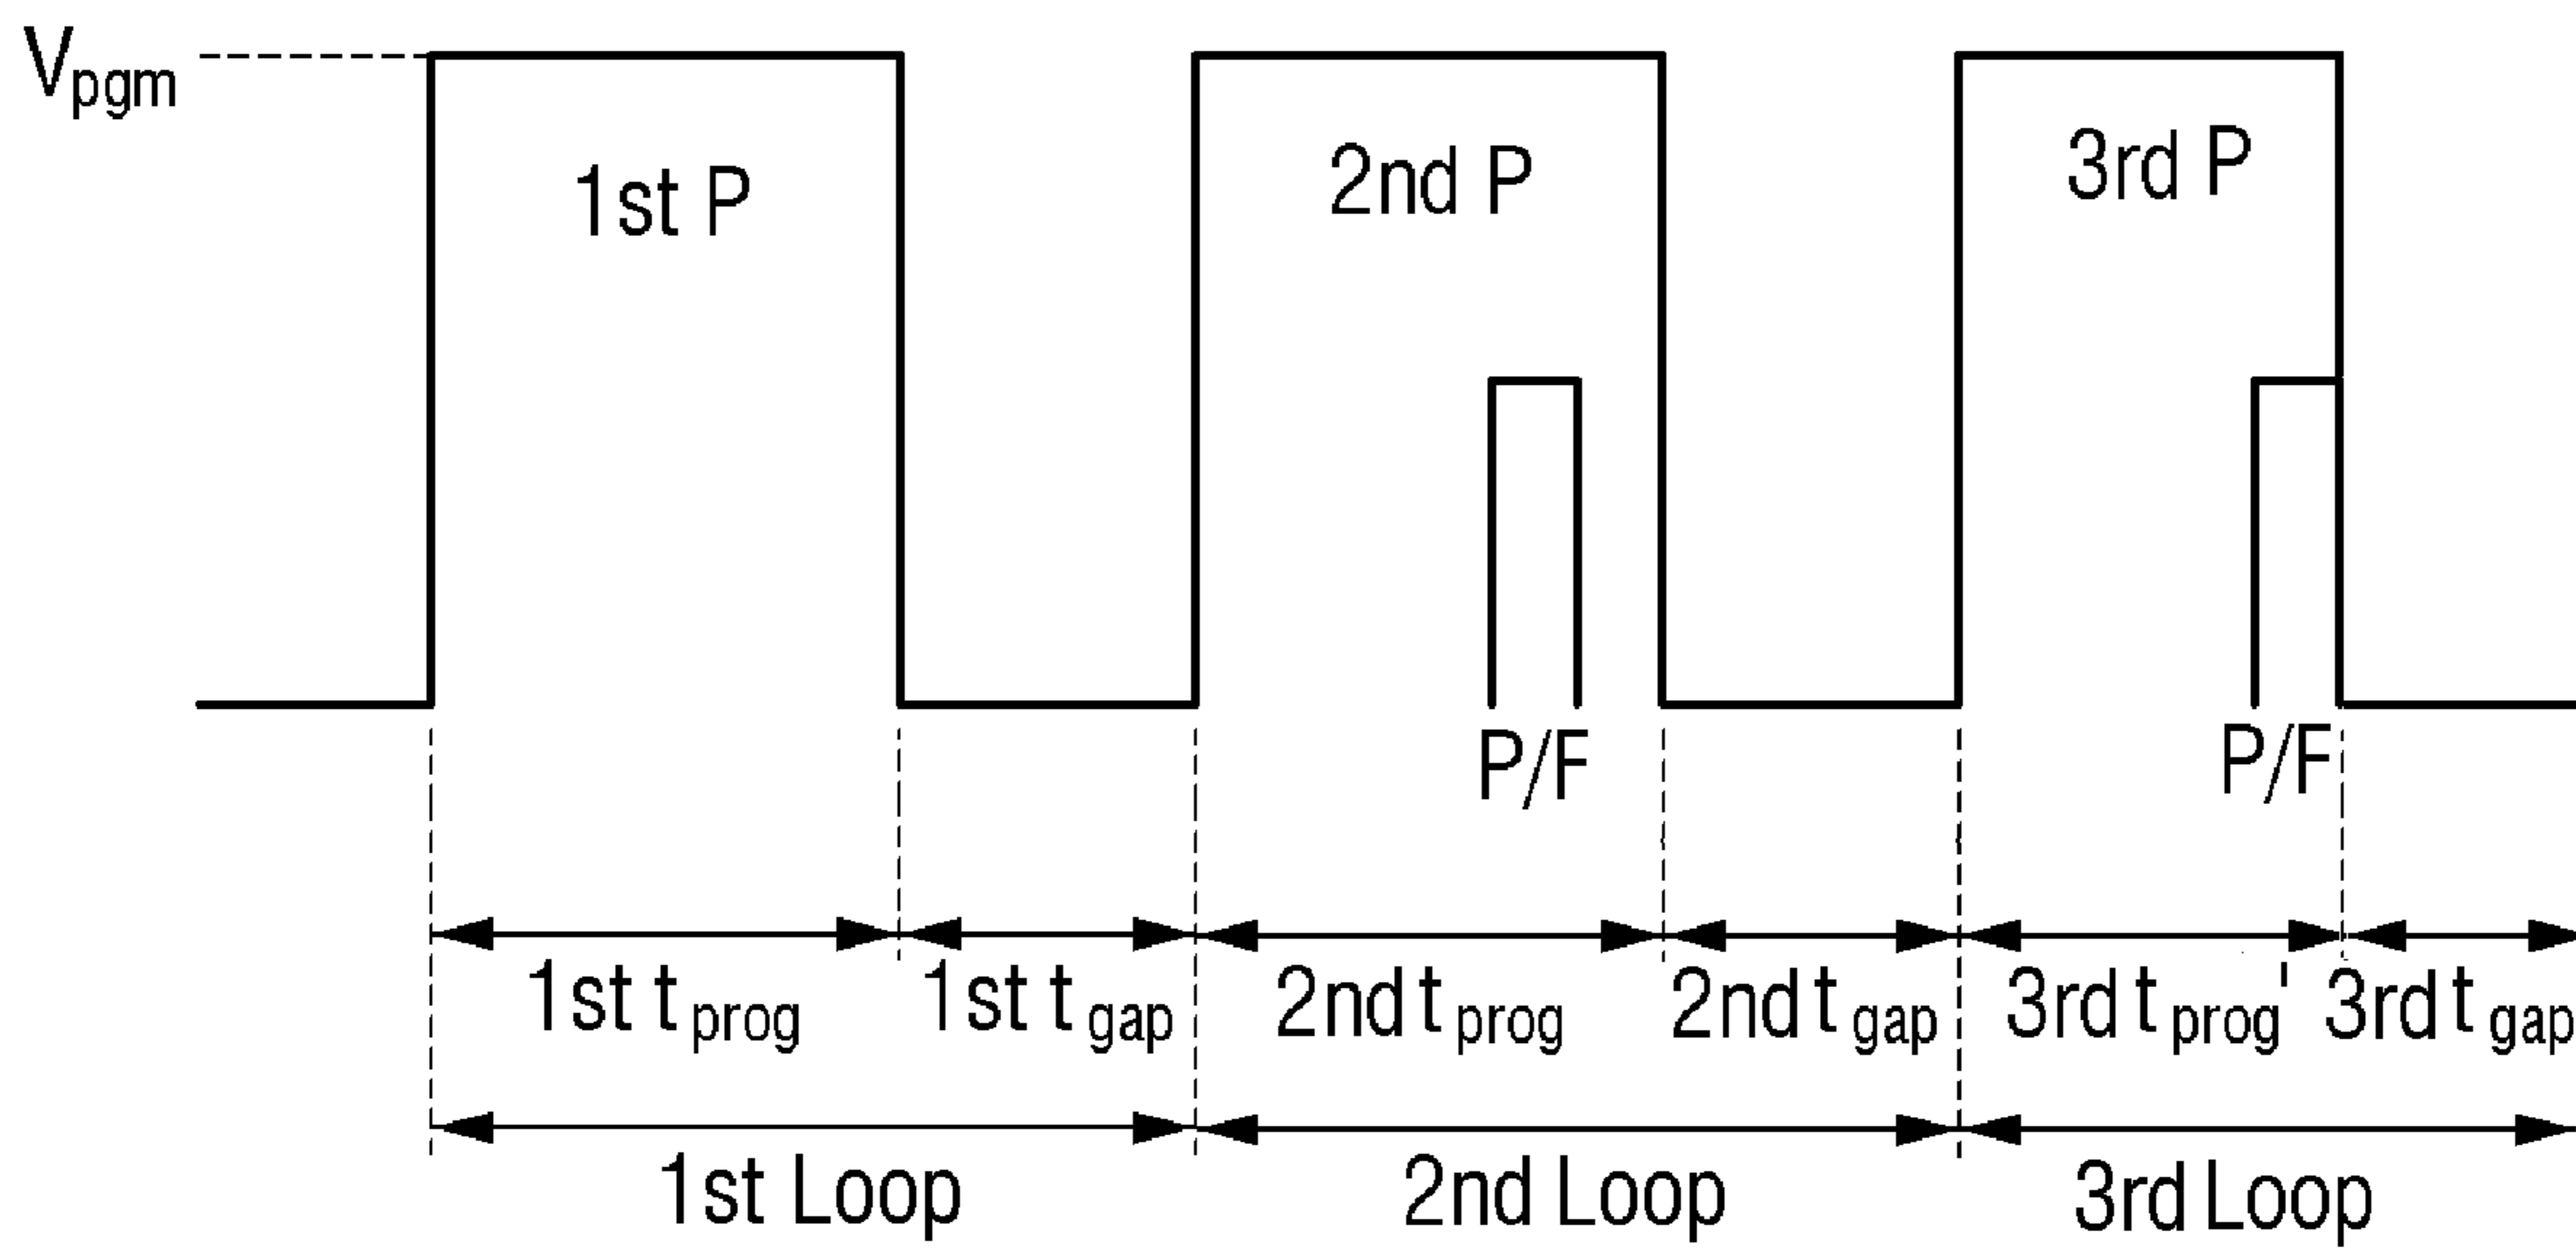 Vpgm
1st P
2nd P
3rd P
P/F
P/F
1st tprog
1st tgap
2nd tprog
2nd tgap
3rd tprog'
3rd tgap
1st Loop
2nd Loop
3rd Loop